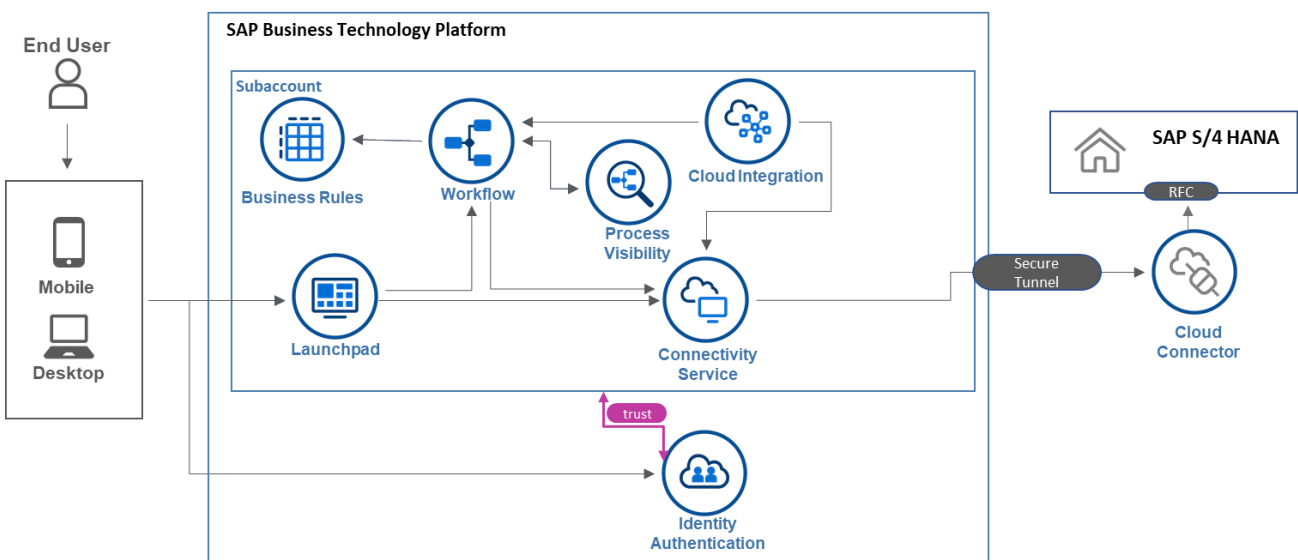 SAP Business Technology Platform
End User
Subaccount
Business Rules
Workflow
Cloud Integration
Process
Visibility
SAP S/4 HANA
RFC
Mobile
Desktop
Launchpad
Connectivity
Service
Secure
Tunnel
Cloud
Connector
trust
Identity
Authentication